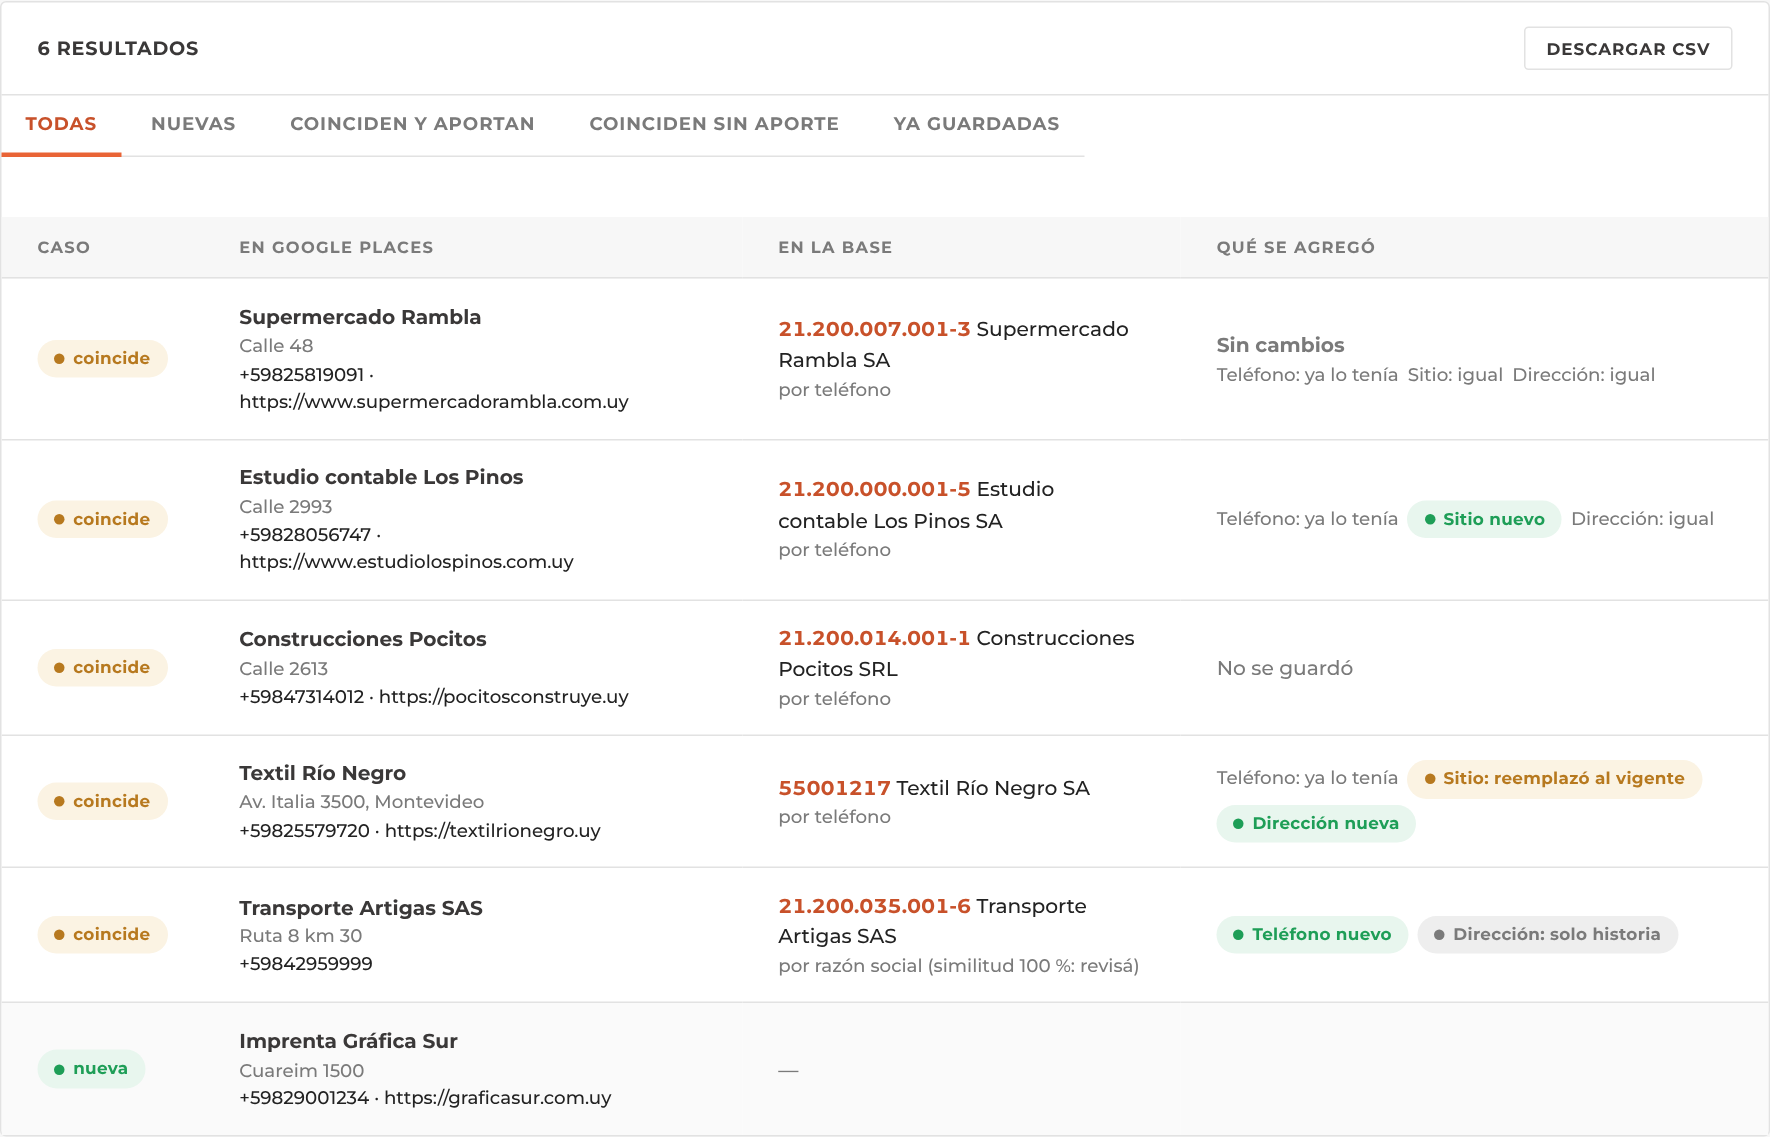 6 RESULTADOS
DESCARGAR CSV
TODAS NUEVAS COINCIDEN Y APORTAN COINCIDEN SIN APORTE YA GUARDADAS
CASO EN GOOGLE PLACES EN LA BASE QUÉ SE AGREGÓ
coincide
Supermercado Rambla
Calle 48
+59825819091 ·
https://www.supermercadorambla.com.uy
21.200.007.001-3 Supermercado
Rambla SA
por teléfono
Sin cambios
Teléfono: ya lo tenía Sitio: igual Dirección: igual
coincide
Estudio contable Los Pinos
Calle 2993
+59828056747 ·
https://www.estudiolospinos.com.uy
21.200.000.001-5 Estudio
contable Los Pinos SA
por teléfono
Teléfono: ya lo tenía Sitio nuevo Dirección: igual
coincide
Construcciones Pocitos
Calle 2613
+59847314012 · https://pocitosconstruye.uy
21.200.014.001-1 Construcciones
Pocitos SRL
por teléfono
No se guardó
coincide
Textil Río Negro
Av. Italia 3500, Montevideo
+59825579720 · https://textilrionegro.uy
55001217 Textil Río Negro SA
por teléfono
Teléfono: ya lo tenía Sitio: reemplazó al vigente
Dirección nueva
coincide
Transporte Artigas SAS
Ruta 8 km 30
+59842959999
21.200.035.001-6 Transporte
Artigas SAS
por razón social (similitud 100 %: revisá)
Teléfono nuevo Dirección: solo historia
nueva
Imprenta Gráfica Sur
Cuareim 1500
+59829001234 · https://graficasur.com.uy
—